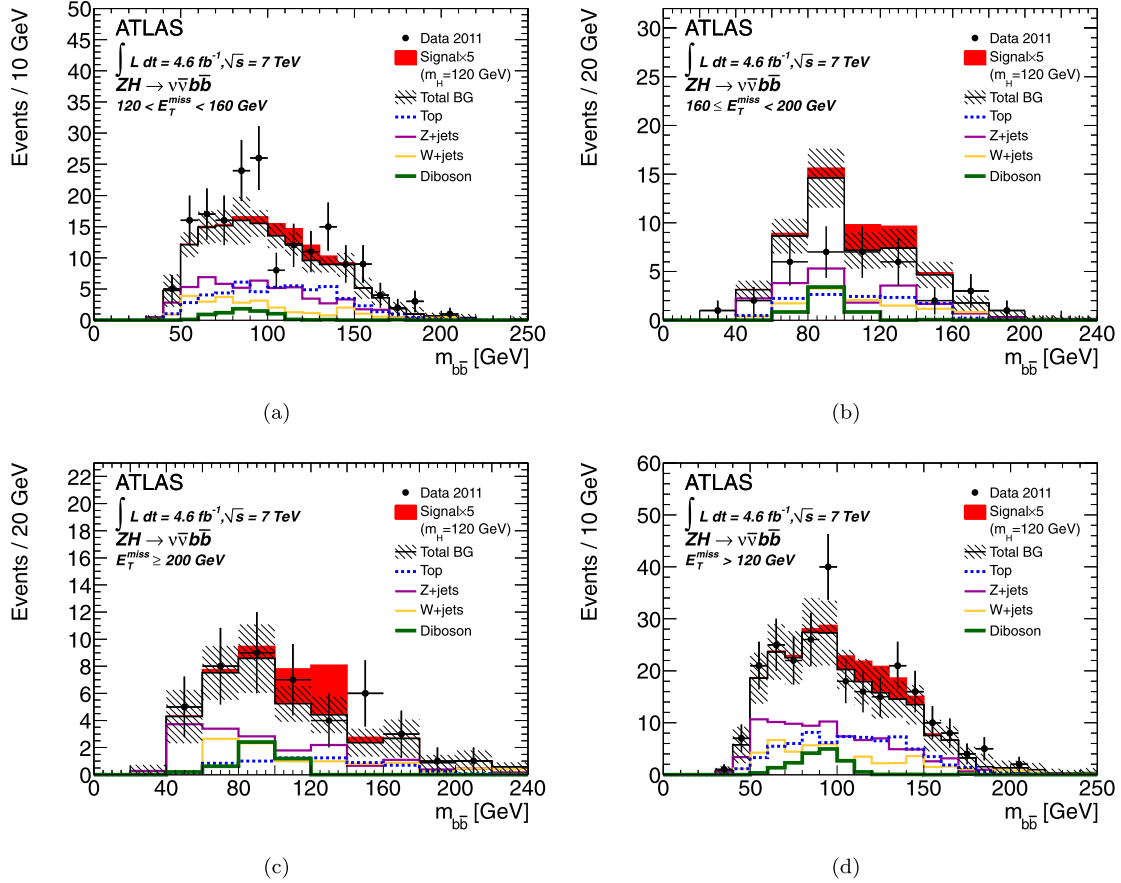 ATLAS
∫ L dt = 4.6 fb⁻¹,√s = 7 TeV
ZH → νν̅bb̅
120 < E_T^miss < 160 GeV
Data 2011
Signal×5
(m_H=120 GeV)
Total BG
Top
Z+jets
W+jets
Diboson
Events / 10 GeV
50
45
40
35
30
25
20
15
10
5
0
0 50 100 150 200 250
m_bb̅ [GeV]
(a)
ATLAS
∫ L dt = 4.6 fb⁻¹,√s = 7 TeV
ZH → νν̅bb̅
160 ≤ E_T^miss < 200 GeV
Data 2011
Signal×5
(m_H=120 GeV)
Total BG
Top
Z+jets
W+jets
Diboson
Events / 20 GeV
30
25
20
15
10
5
0
0 40 80 120 160 200 240
m_bb̅ [GeV]
(b)
ATLAS
∫ L dt = 4.6 fb⁻¹,√s = 7 TeV
ZH → νν̅bb̅
E_T^miss ≥ 200 GeV
Data 2011
Signal×5
(m_H=120 GeV)
Total BG
Top
Z+jets
W+jets
Diboson
Events / 20 GeV
22
20
18
16
14
12
10
8
6
4
2
0
0 40 80 120 160 200 240
m_bb̅ [GeV]
(c)
ATLAS
∫ L dt = 4.6 fb⁻¹,√s = 7 TeV
ZH → νν̅bb̅
E_T^miss > 120 GeV
Data 2011
Signal×5
(m_H=120 GeV)
Total BG
Top
Z+jets
W+jets
Diboson
Events / 10 GeV
60
50
40
30
20
10
0
0 50 100 150 200 250
m_bb̅ [GeV]
(d)